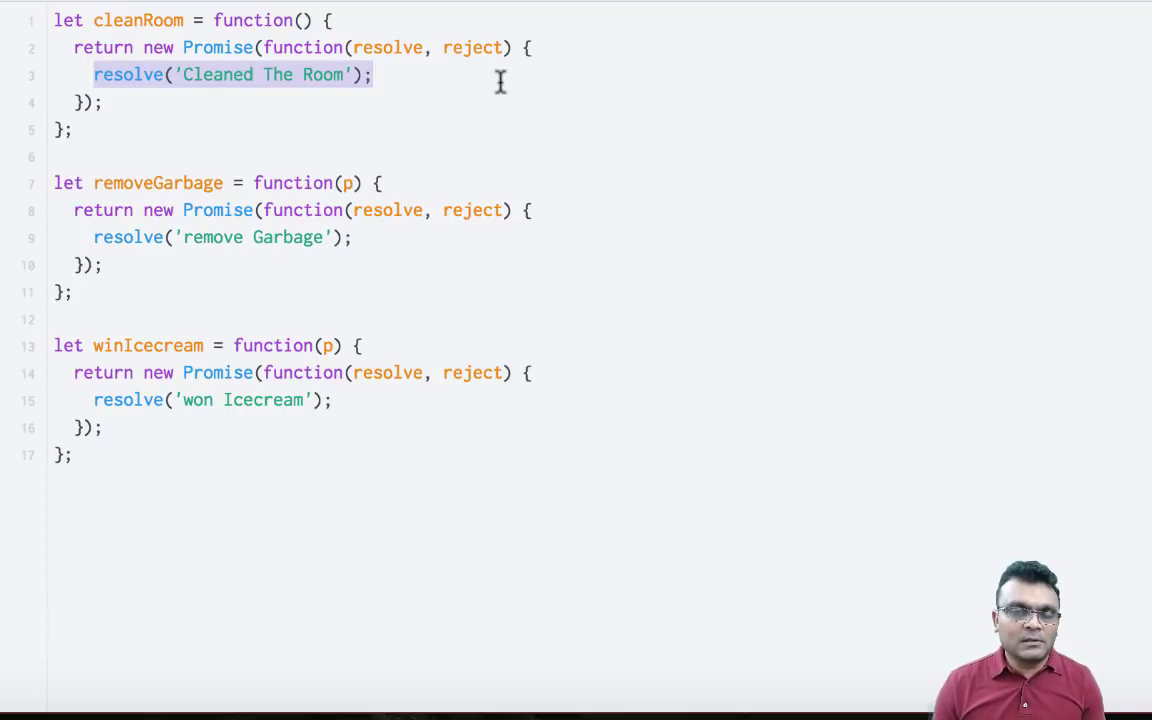 1 let cleanRoom = function() {
2 return new Promise(function(resolve, reject) {
3 resolve('Cleaned The Room');
4 });
5 };
6
7 let removeGarbage = function(p) {
8 return new Promise(function(resolve, reject) {
9 resolve('remove Garbage');
10 });
11 };
12
13 let winIcecream = function(p) {
14 return new Promise(function(resolve, reject) {
15 resolve('won Icecream');
16 });
17 };